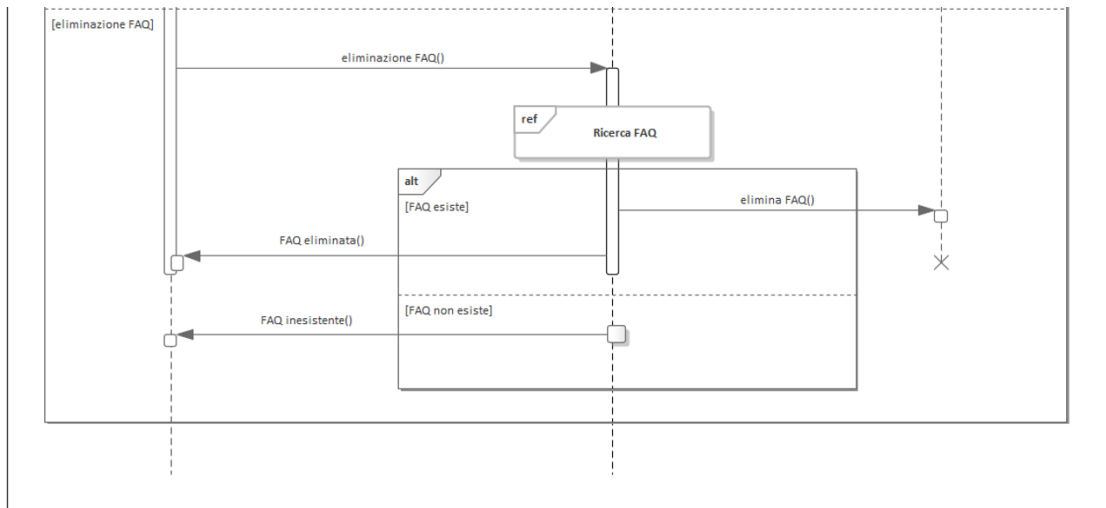 [eliminazione FAQ]
eliminazione FAQ()
ref
Ricerca FAQ
alt
[FAQ esiste]
elimina FAQ()
FAQ eliminata()
[FAQ non esiste]
FAQ inesistente()